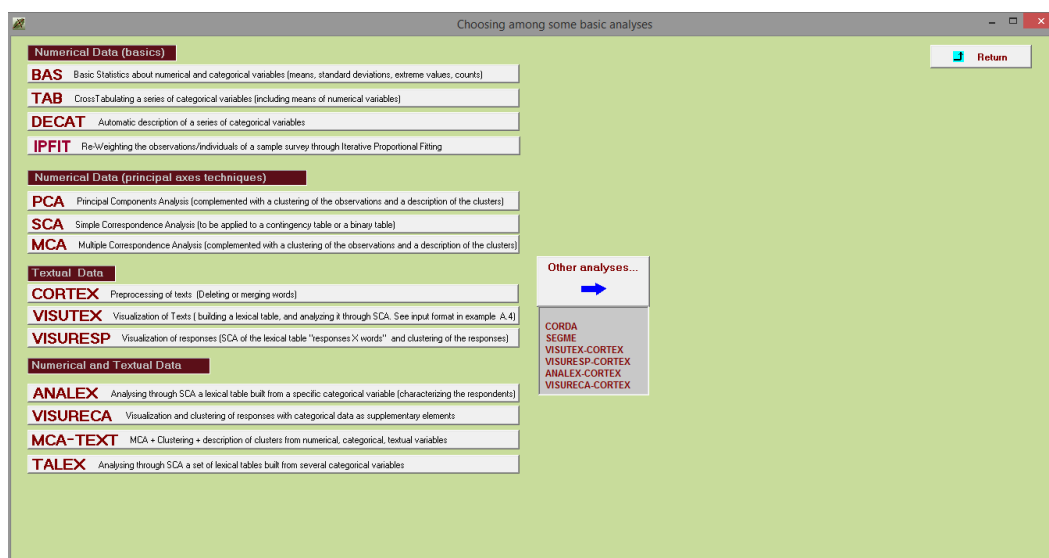 Choosing among some basic analyses
Return
Numerical Data (basics)
BAS Basic Statistics about numerical and categorical variables (means, standard deviations, extreme values, counts)
TAB CrossTabulating a series of categorical variables (including means of numerical variables)
DECAT Automatic description of a series of categorical variables
IPFIT Re-Weighting the observations/individuals of a sample survey through Iterative Proportional Fitting
Numerical Data (principal axes techniques)
PCA Principal Components Analysis (complemented with a clustering of the observations and a description of the clusters)
SCA Simple Correspondence Analysis (to be applied to a contingency table or a binary table)
MCA Multiple Correspondence Analysis (complemented with a clustering of the observations and a description of the clusters)
Textual Data
CORTEX Preprocessing of texts (Deleting or merging words)
VISUTEX Visualization of Texts ( building a lexical table, and analyzing it through SCA. See input format in example A.4)
VISURESP Visualization of responses (SCA of the lexical table "responses X words" and clustering of the responses)
Numerical and Textual Data
ANALEX Analysing through SCA a lexical table built from a specific categorical variable (characterizing the respondents)
VISURECA Visualization and clustering of responses with categorical data as supplementary elements
MCA-TEXT MCA + Clustering + description of clusters from numerical, categorical, textual variables
TALEX Analysing through SCA a set of lexical tables built from several categorical variables
Other analyses...
CORDA
SEGME
VISUTEX-CORTEX
VISURESP-CORTEX
ANALEX-CORTEX
VISURECA-CORTEX